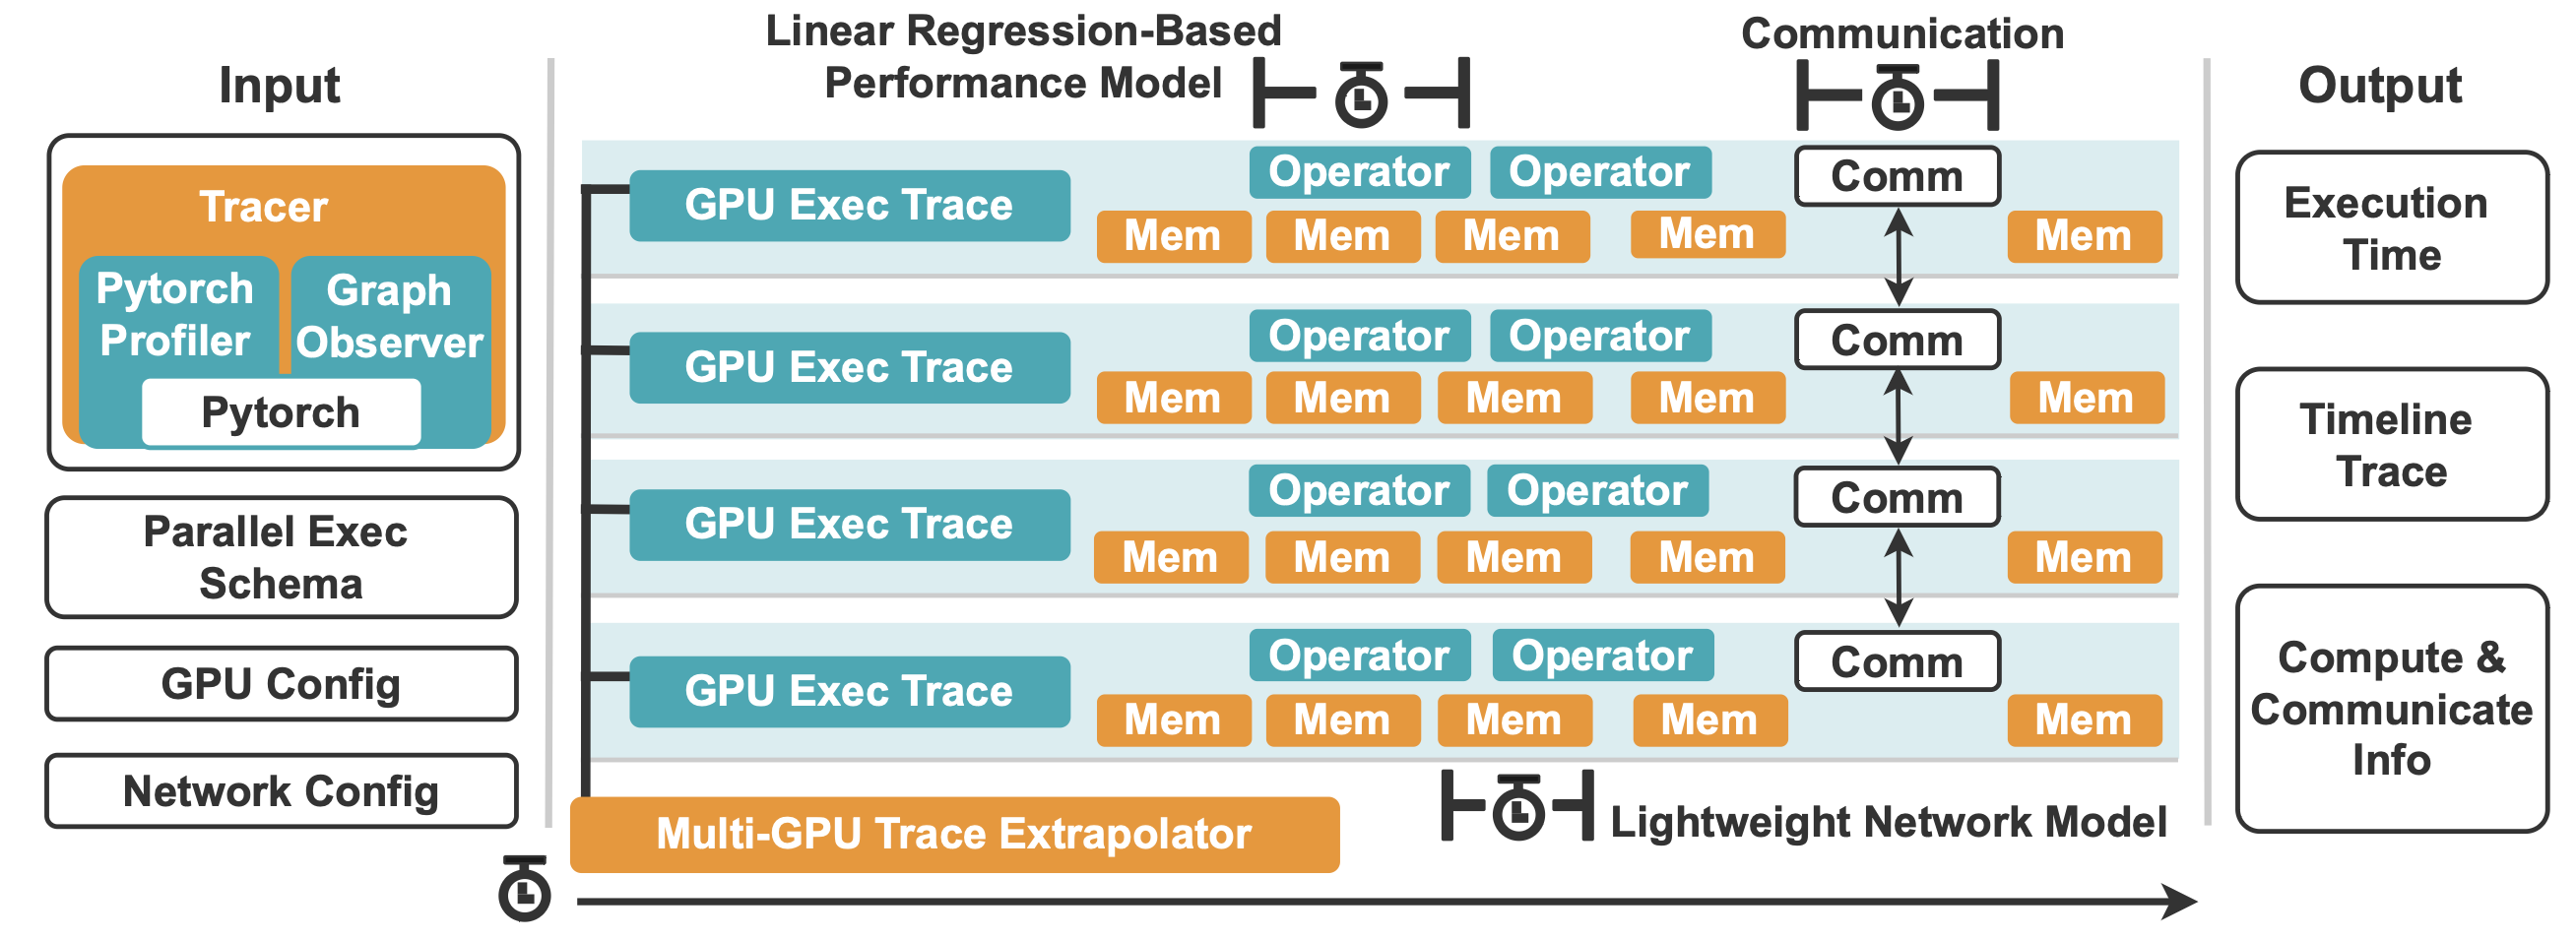 Input
Tracer
Pytorch
Profiler
Graph
Observer
Pytorch
Parallel Exec
Schema
GPU Config
Network Config
Linear Regression-Based
Performance Model
Communication
GPU Exec Trace
Operator
Operator
Comm
Mem
Mem
Mem
Mem
Mem
GPU Exec Trace
Operator
Operator
Comm
Mem
Mem
Mem
Mem
Mem
GPU Exec Trace
Operator
Operator
Comm
Mem
Mem
Mem
Mem
Mem
GPU Exec Trace
Operator
Operator
Comm
Mem
Mem
Mem
Mem
Mem
Multi-GPU Trace Extrapolator
Lightweight Network Model
Output
Execution
Time
Timeline
Trace
Compute &
Communicate
Info